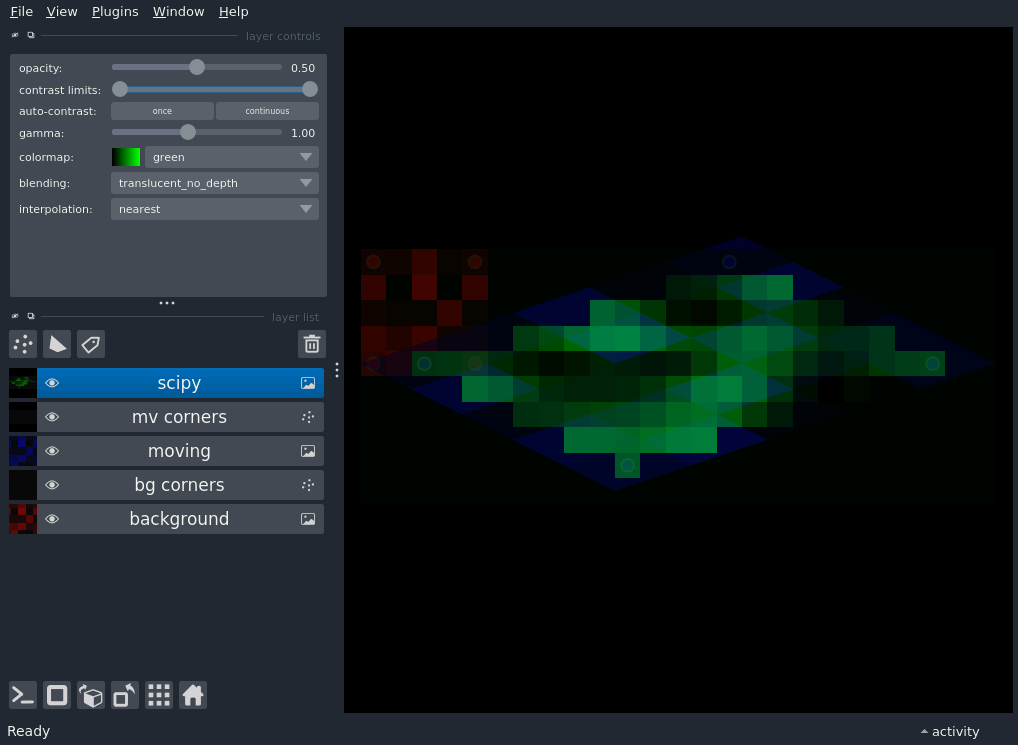 File View Plugins Window Help
layer controls
opacity: 0.50
contrast limits:
auto-contrast: once continuous
gamma: 1.00
colormap: green
blending: translucent_no_depth
interpolation: nearest
layer list
scipy
mv corners
moving
bg corners
background
Ready
activity